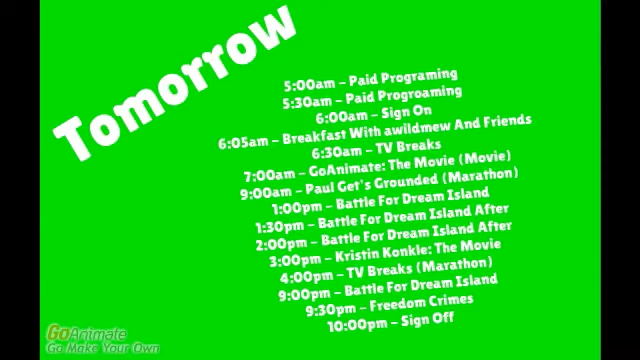 Tomorrow
5:00am - Paid Programing
5:30am - Paid Progroaming
6:00am - Sign On
6:05am - Breakfast With awildmew And Friends
6:30am - TV Breaks
7:00am - GoAnimate: The Movie (Movie)
9:00am - Paul Get's Grounded (Marathon)
1:00pm - Battle For Dream Island
1:30pm - Battle For Dream Island After
2:00pm - Battle For Dream Island After
3:00pm - Kristin Konkle: The Movie
4:00pm - TV Breaks (Marathon)
9:00pm - Battle For Dream Island
9:30pm - Freedom Crimes
10:00pm - Sign Off
GoAnimate
Go Make Your Own